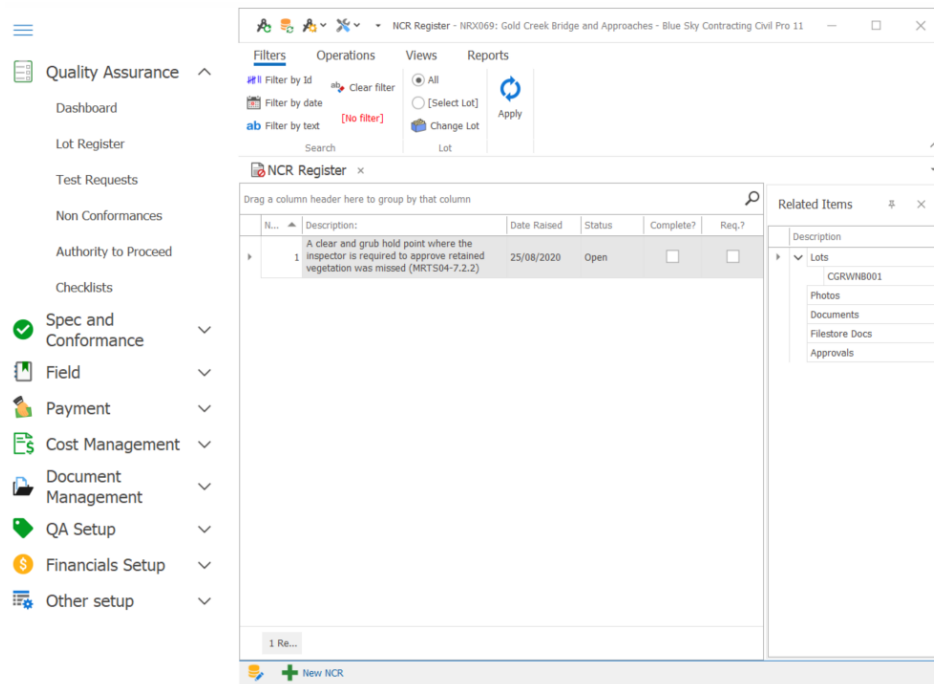 NCR Register - NRX069: Gold Creek Bridge and Approaches - Blue Sky Contracting Civil Pro 11
Quality Assurance
Dashboard
Lot Register
Test Requests
Non Conformances
Authority to Proceed
Checklists
Spec and
Conformance
Field
Payment
Cost Management
Document
Management
QA Setup
Financials Setup
Other setup
Filters Operations Views Reports
Filter by Id
Clear filter
All
Filter by date
[Select Lot]
ab Filter by text
[No filter]
Change Lot
Apply
Search
Lot
NCR Register
Drag a column header here to group by that column
N... Description: Date Raised Status Complete? Req.?
1
A clear and grub hold point where the
inspector is required to approve retained
vegetation was missed (MRTS04-7.2.2)
25/08/2020 Open
1 Re...
New NCR
Related Items
Description
Lots
CGRWNB001
Photos
Documents
Filestore Docs
Approvals